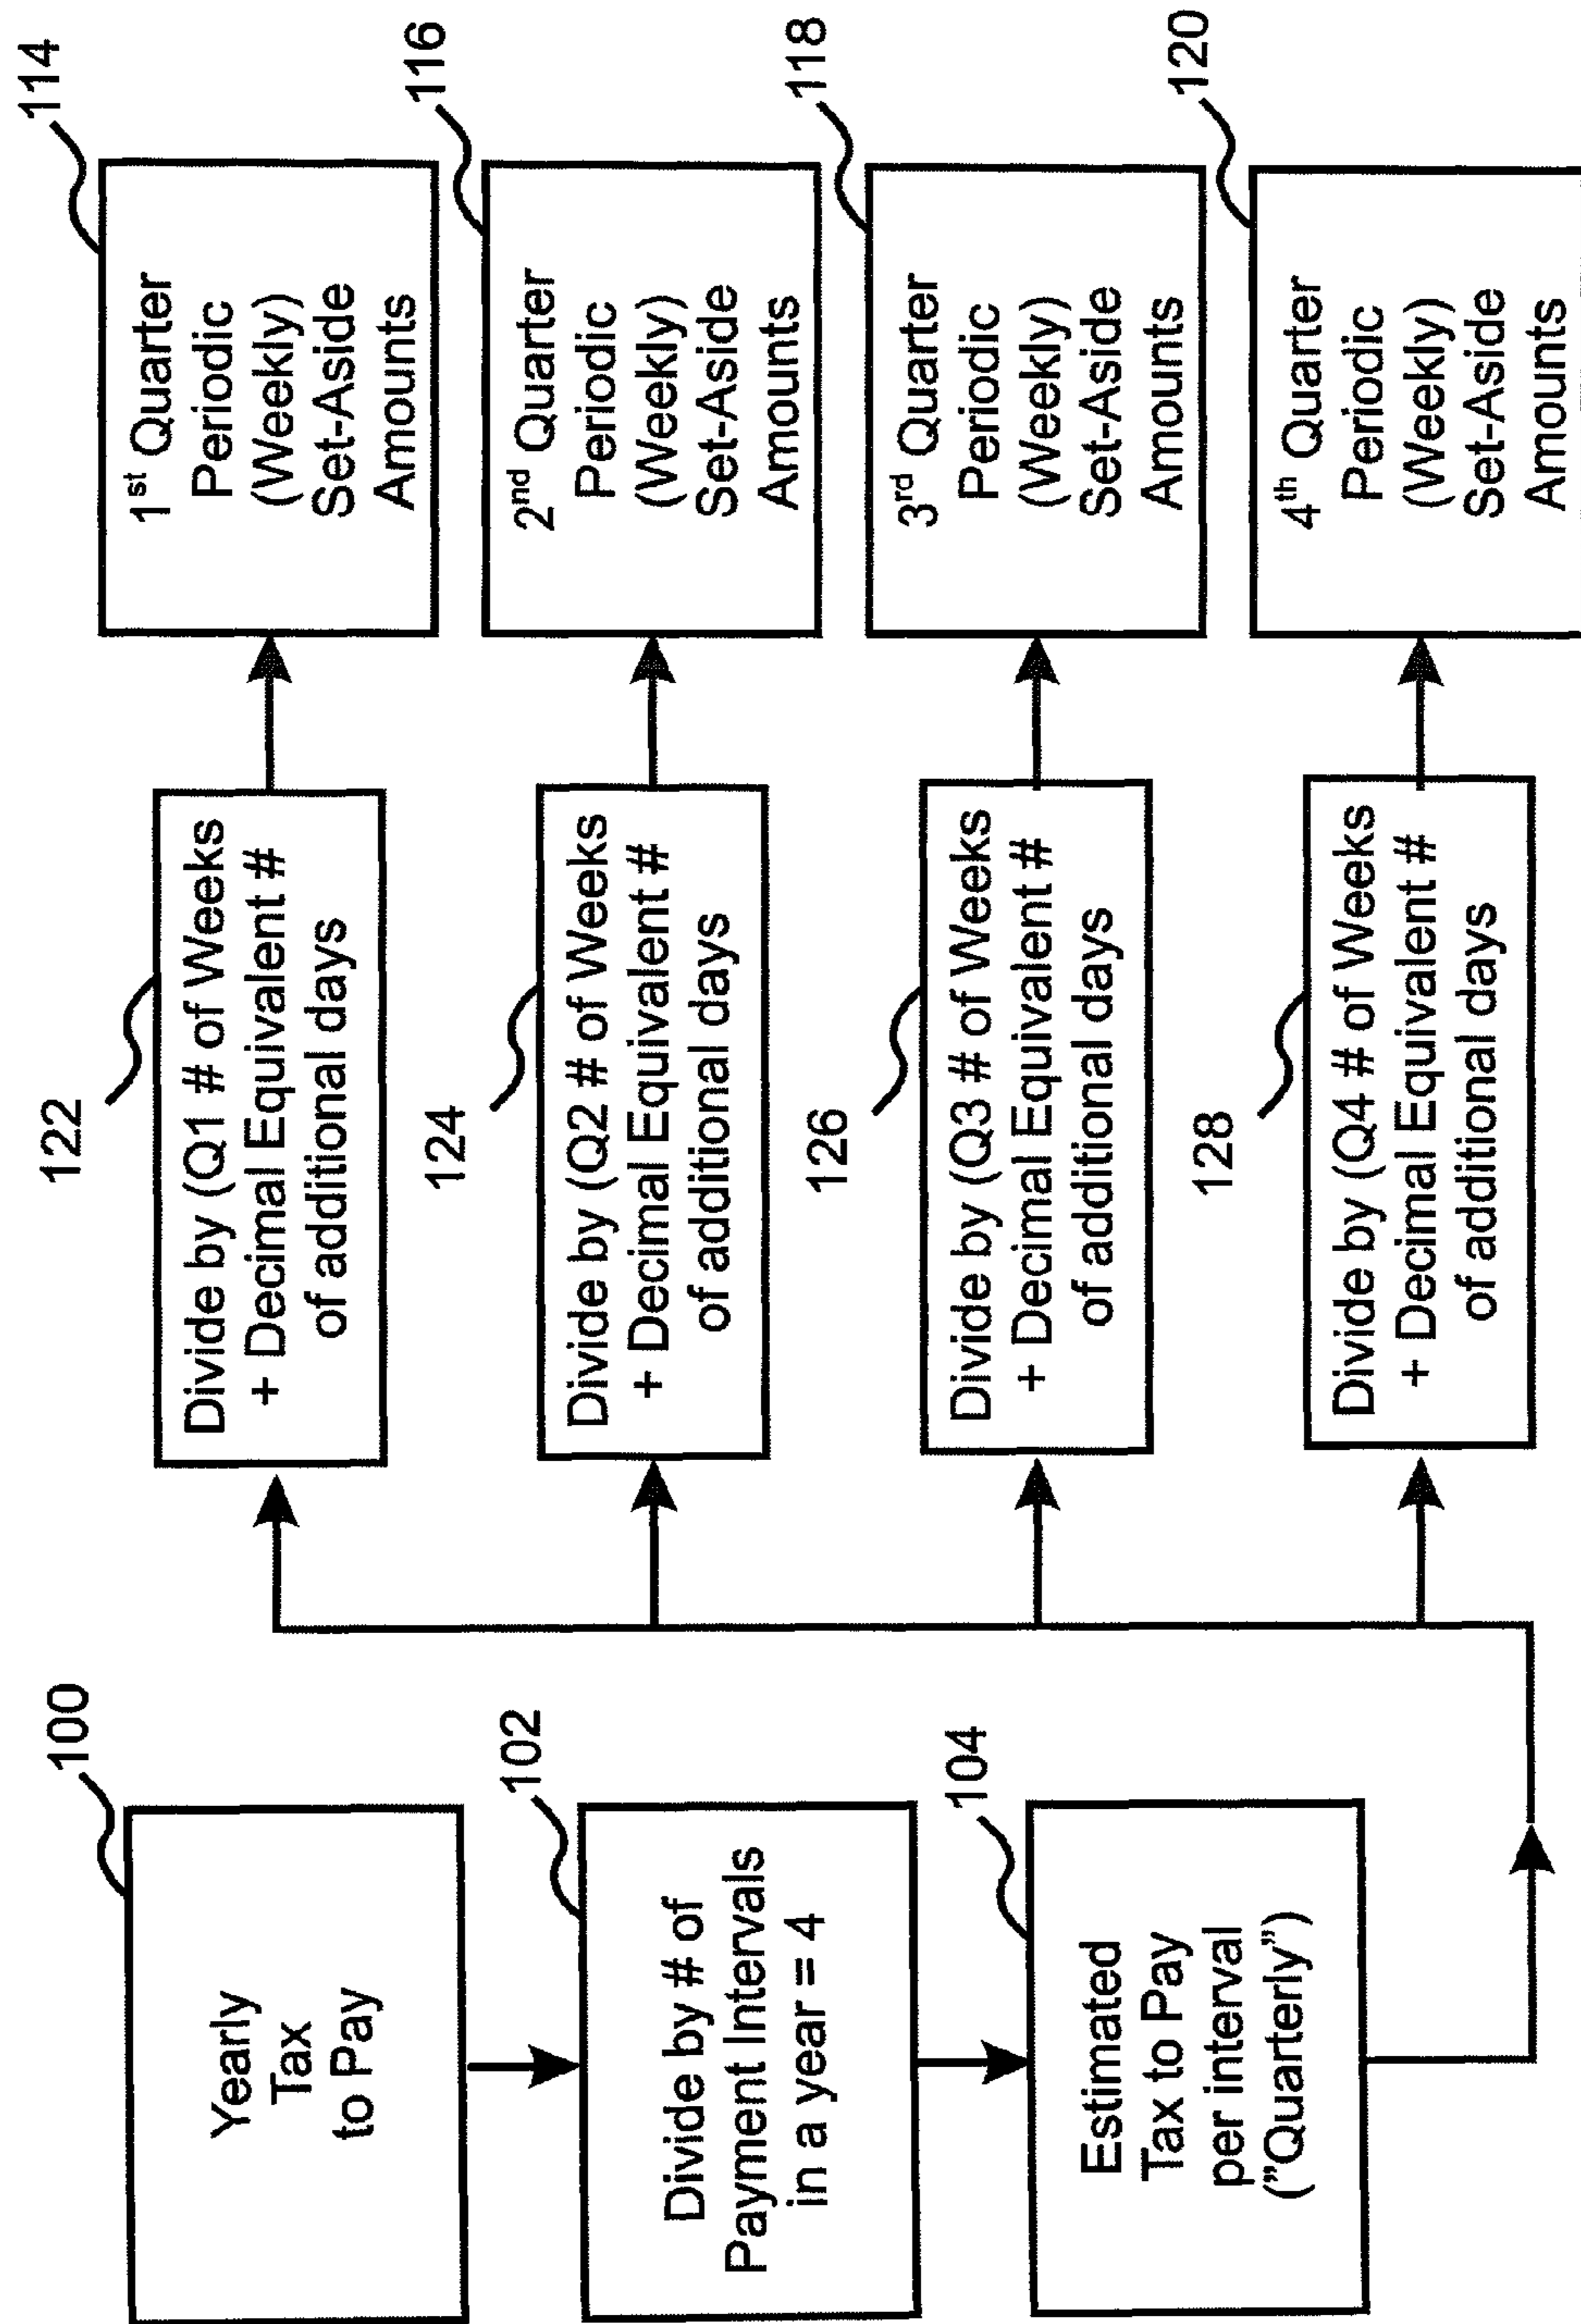 100
Yearly
Tax
to Pay
102
Divide by # of
Payment Intervals
in a year = 4
104
Estimated
Tax to Pay
per interval
("Quarterly")
122
Divide by (Q1 # of Weeks
+ Decimal Equivalent #
of additional days
124
Divide by (Q2 # of Weeks
+ Decimal Equivalent #
of additional days
126
Divide by (Q3 # of Weeks
+ Decimal Equivalent #
of additional days
128
Divide by (Q4 # of Weeks
+ Decimal Equivalent #
of additional days
114
1st Quarter
Periodic
(Weekly)
Set-Aside
Amounts
116
2nd Quarter
Periodic
(Weekly)
Set-Aside
Amounts
118
3rd Quarter
Periodic
(Weekly)
Set-Aside
Amounts
120
4th Quarter
Periodic
(Weekly)
Set-Aside
Amounts